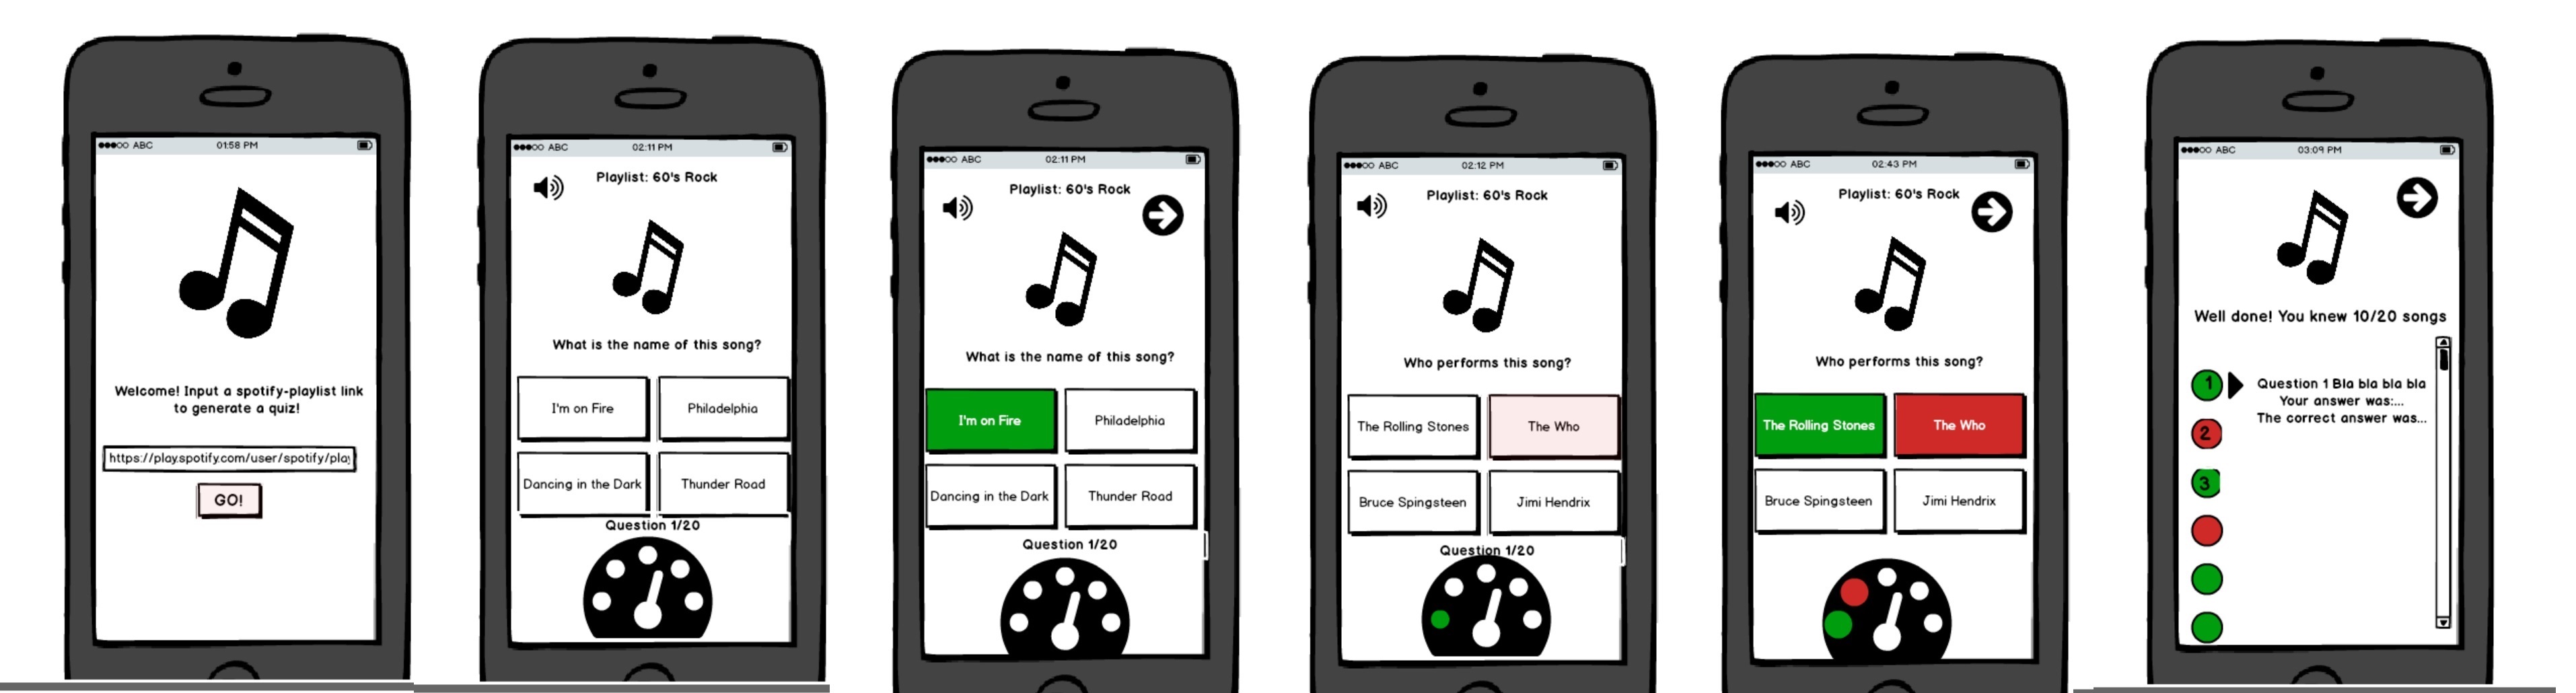 ●●●○○ ABC 01:58 PM
Welcome! Input a spotify-playlist link
to generate a quiz!
https://play.spotify.com/user/spotify/play
GO!
●●●○○ ABC 02:11 PM
Playlist: 60's Rock
What is the name of this song?
I'm on Fire Philadelphia
Dancing in the Dark Thunder Road
Question 1/20
●●●○○ ABC 02:11 PM
Playlist: 60's Rock
What is the name of this song?
I'm on Fire Philadelphia
Dancing in the Dark Thunder Road
Question 1/20
●●●○○ ABC 02:12 PM
Playlist: 60's Rock
Who performs this song?
The Rolling Stones The Who
Bruce Spingsteen Jimi Hendrix
Question 1/20
●●●○○ ABC 02:43 PM
Playlist: 60's Rock
Who performs this song?
The Rolling Stones The Who
Bruce Spingsteen Jimi Hendrix
●●●○○ ABC 03:09 PM
Well done! You knew 10/20 songs
1 Question 1 Bla bla bla bla
Your answer was:...
The correct answer was...
2
3